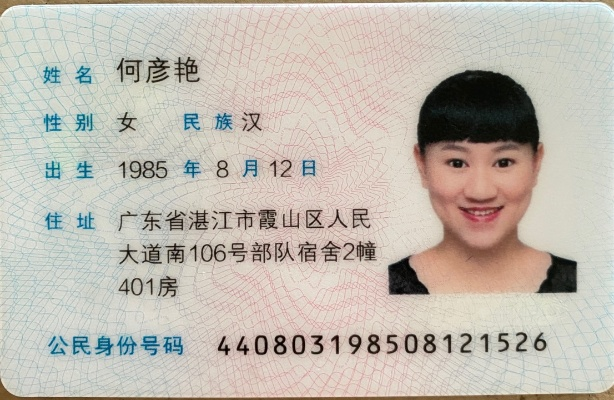 姓名 何彦艳
性别 女 民族 汉
出生 1985 年 8 月 12 日
住址 广东省湛江市霞山区人民
大道南106号部队宿舍2幢
401房
公民身份号码 440803198508121526